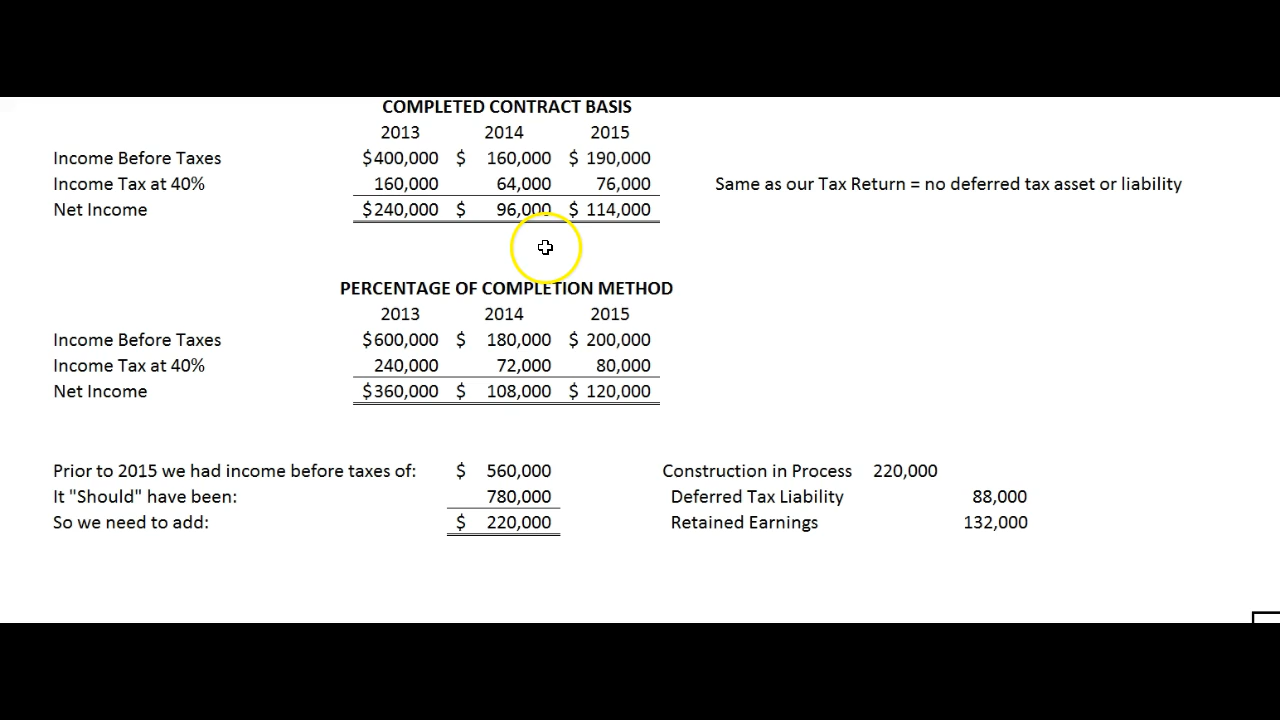 COMPLETED CONTRACT BASIS
2013 2014 2015
Income Before Taxes $400,000 $ 160,000 $ 190,000
Income Tax at 40% 160,000 64,000 76,000 Same as our Tax Return = no deferred tax asset or liability
Net Income $240,000 $ 96,000 $ 114,000
PERCENTAGE OF COMPLETION METHOD
2013 2014 2015
Income Before Taxes $600,000 $ 180,000 $ 200,000
Income Tax at 40% 240,000 72,000 80,000
Net Income $360,000 $ 108,000 $ 120,000
Prior to 2015 we had income before taxes of: $ 560,000 Construction in Process 220,000
It "Should" have been: 780,000 Deferred Tax Liability 88,000
So we need to add: $ 220,000 Retained Earnings 132,000